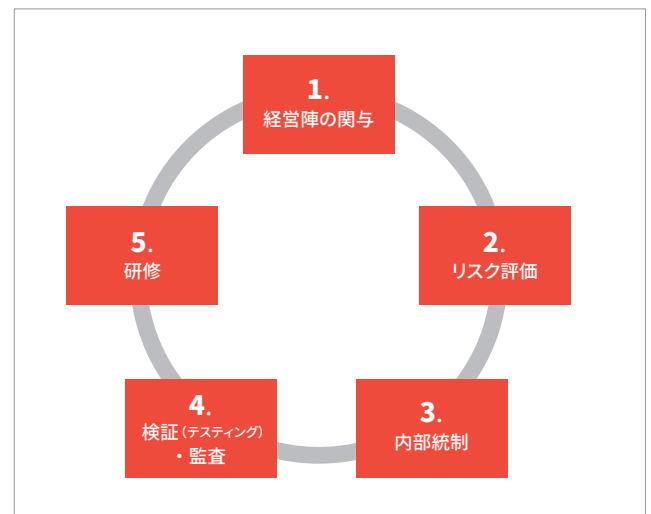 1.
経営陣の関与
2.
リスク評価
3.
内部統制
4.
検証(テスティング)
・監査
5.
研修